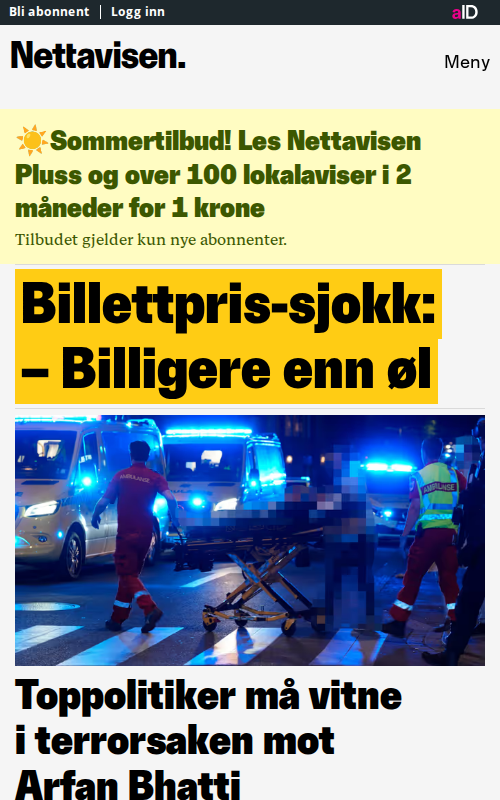 Bli abonnent | Logg inn
aID
Nettavisen.
Meny
☀️Sommertilbud! Les Nettavisen
Pluss og over 100 lokalaviser i 2
måneder for 1 krone
Tilbudet gjelder kun nye abonnenter.
Billettpris-sjokk:
– Billigere enn øl
AMBULANSE
AMBULANSE
Toppolitiker må vitne
i terrorsaken mot
Arfan Bhatti